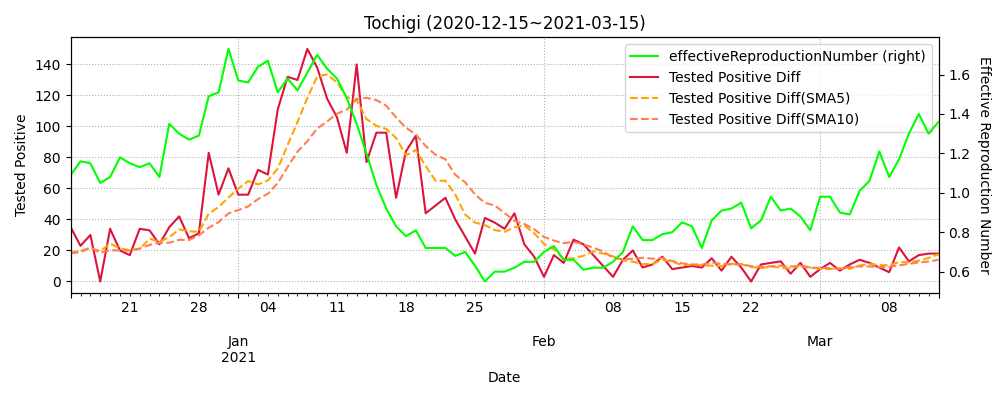 Tochigi (2020-12-15~2021-03-15)
effectiveReproductionNumber (right)
Tested Positive Diff
Tested Positive Diff(SMA5)
Tested Positive Diff(SMA10)
Tested Positive
140
120
100
80
60
40
20
0
Effective Reproduction Number
1.6
1.4
1.2
1.0
0.8
0.6
21 28 04 11 18 25 08 15 22 08
Jan Feb Mar
2021
Date